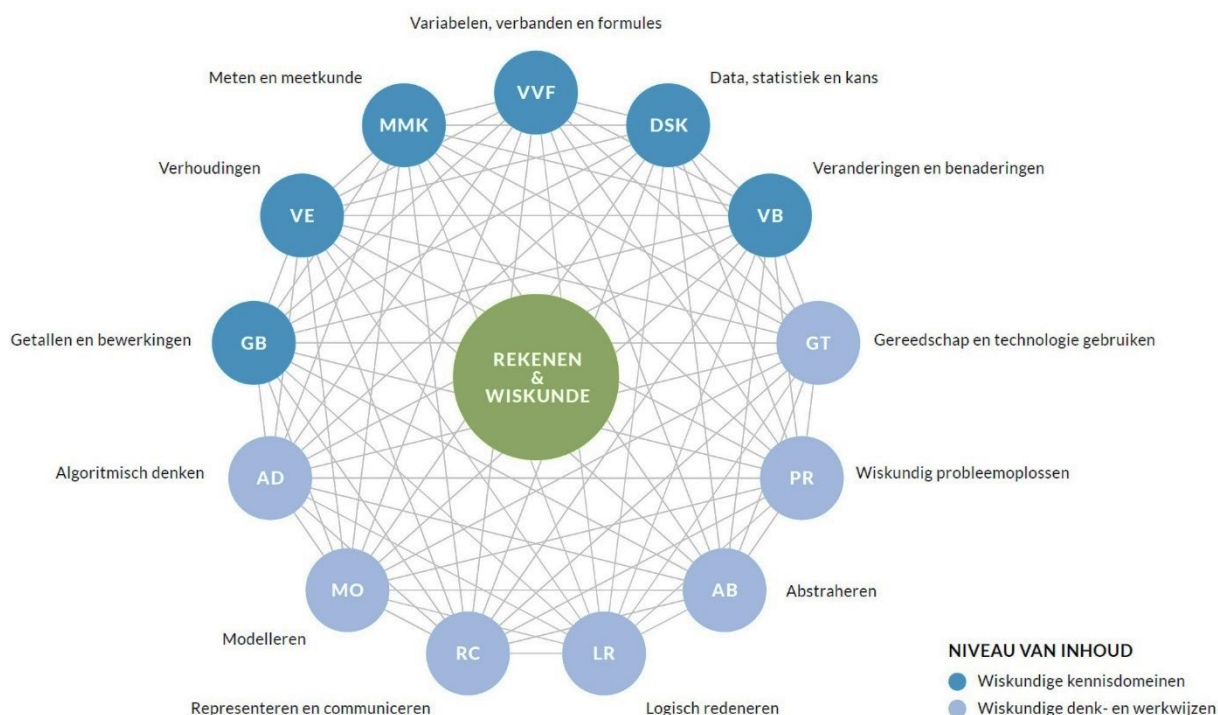 Variabelen, verbanden en formules
Meten en meetkunde
VVF
Data, statistiek en kans
MMK
DSK
Verhoudingen
Veranderingen en benaderingen
VE
VB
Getallen en bewerkingen
GB
REKENEN
&
WISKUNDE
GT
Gereedschap en technologie gebruiken
Algoritmisch denken
AD
PR
Wiskundig probleemoplossen
MO
AB
Abstraheren
Modelleren
RC
LR
Representeren en communiceren
Logisch redeneren
NIVEAU VAN INHOUD
Wiskundige kennisdomeinen
Wiskundige denk- en werkwijzen